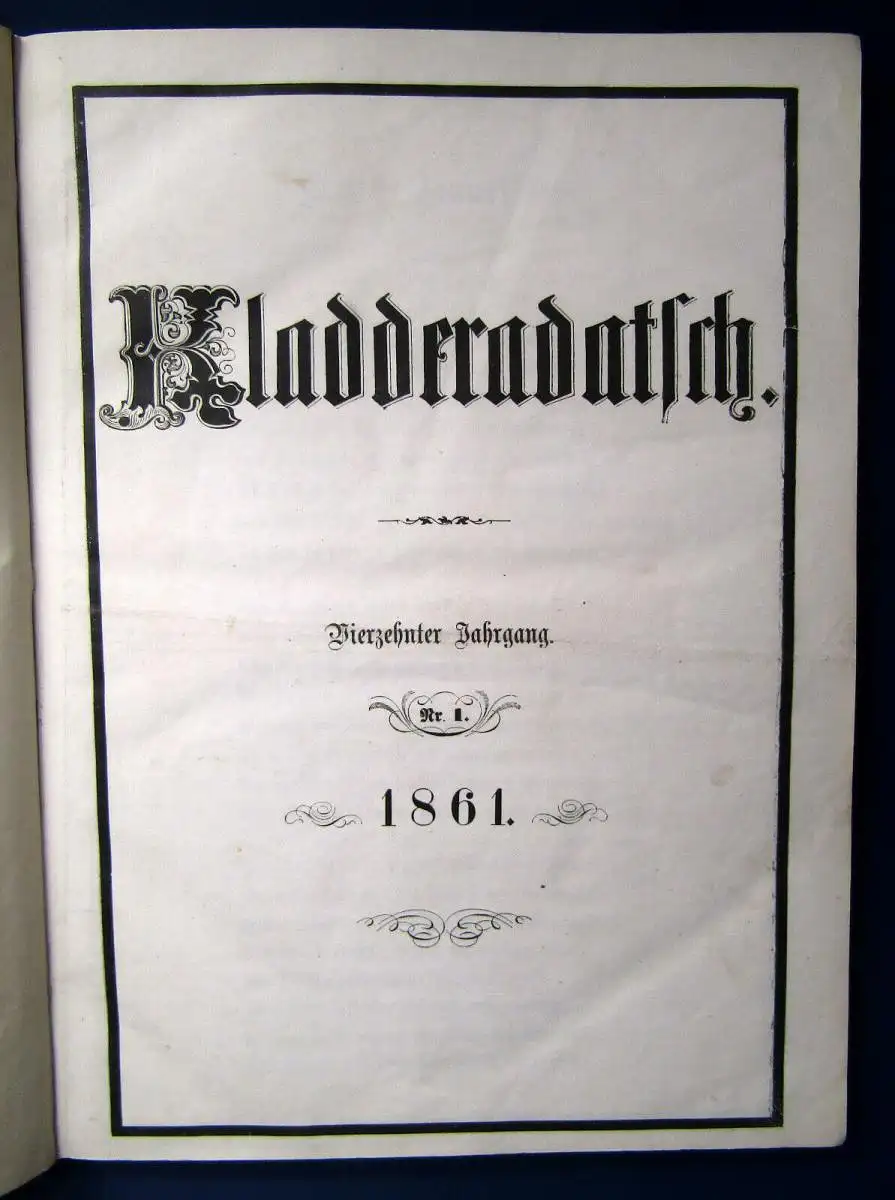 Kladderadatſch.
Vierzehnter Jahrgang.
Nr. 1.
1861.